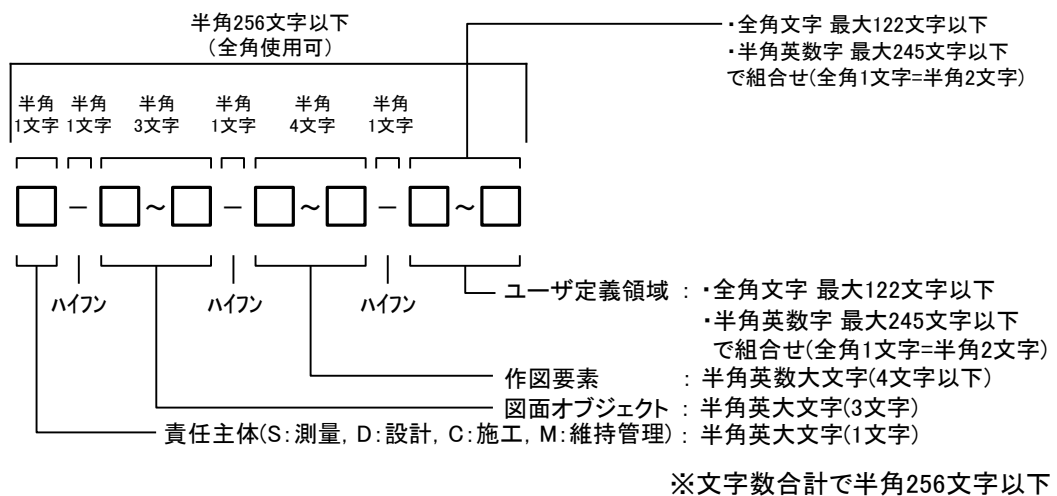 半角256文字以下
(全角使用可)
・全角文字 最大122文字以下
・半角英数字 最大245文字以下
で組合せ(全角1文字=半角2文字)
半角 半角 半角 半角 半角 半角
1文字 1文字 3文字 1文字 4文字 1文字
□ - □~□ - □~□ - □~□
ハイフン ハイフン ハイフン
ユーザ定義領域 : ・全角文字 最大122文字以下
・半角英数字 最大245文字以下
で組合せ(全角1文字=半角2文字)
作図要素 : 半角英数大文字(4文字以下)
図面オブジェクト : 半角英大文字(3文字)
責任主体(S:測量, D:設計, C:施工, M:維持管理) : 半角英大文字(1文字)
※文字数合計で半角256文字以下